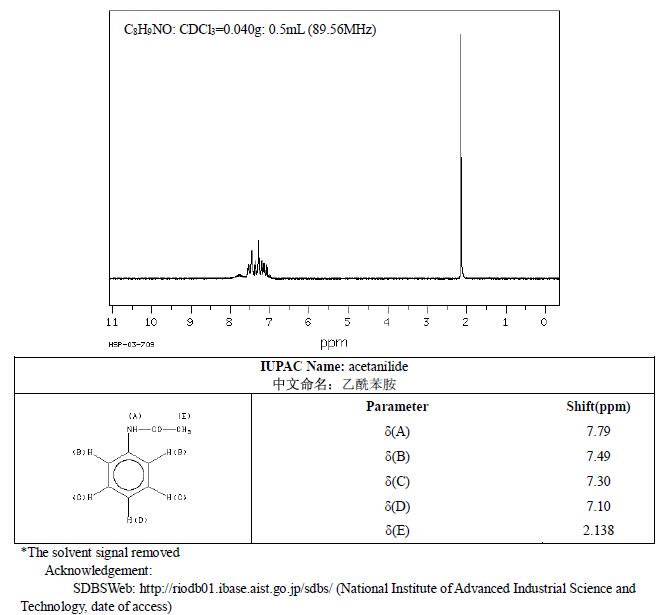 C₈H₉NO: CDCl₃=0.040g: 0.5mL (89.56MHz)
11 10 9 8 7 6 5 4 3 2 1 0
HSP-03-709 ppm
IUPAC Name: acetanilide
中文命名：乙酰苯胺
Parameter Shift(ppm)
(A) (E)
NH—CO—CH₃
(B)H H(B)
(C)H H(C)
H(D)
δ(A) 7.79
δ(B) 7.49
δ(C) 7.30
δ(D) 7.10
δ(E) 2.138
*The solvent signal removed
Acknowledgement:
SDBSWeb: http://riodb01.ibase.aist.go.jp/sdbs/ (National Institute of Advanced Industrial Science and
Technology, date of access)